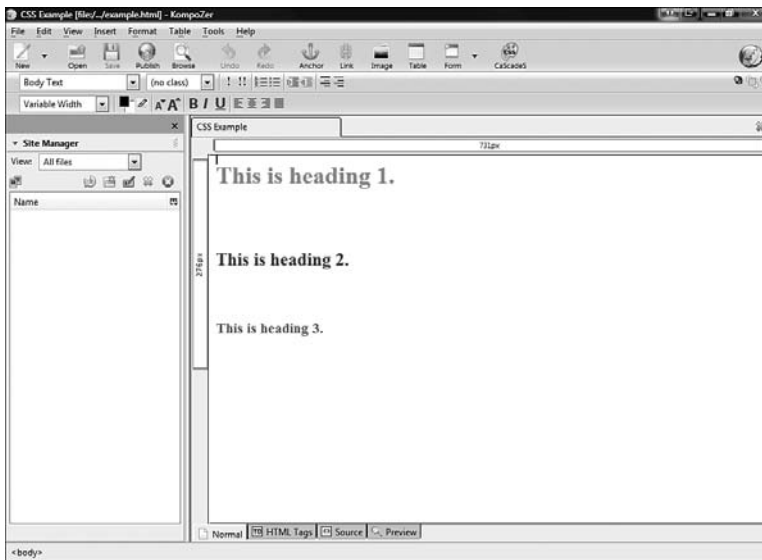 CSS Example [file:/.../example.html] - KompoZer
File Edit View Insert Format Table Tools Help
New Open Save Publish Browse Undo Redo Anchor Link Image Table Form CaScadeS
Body Text (no class)
Variable Width B I U
CSS Example
731px
Site Manager
View: All files
Name
276px
This is heading 1.
This is heading 2.
This is heading 3.
Normal HTML Tags Source Preview
<body>